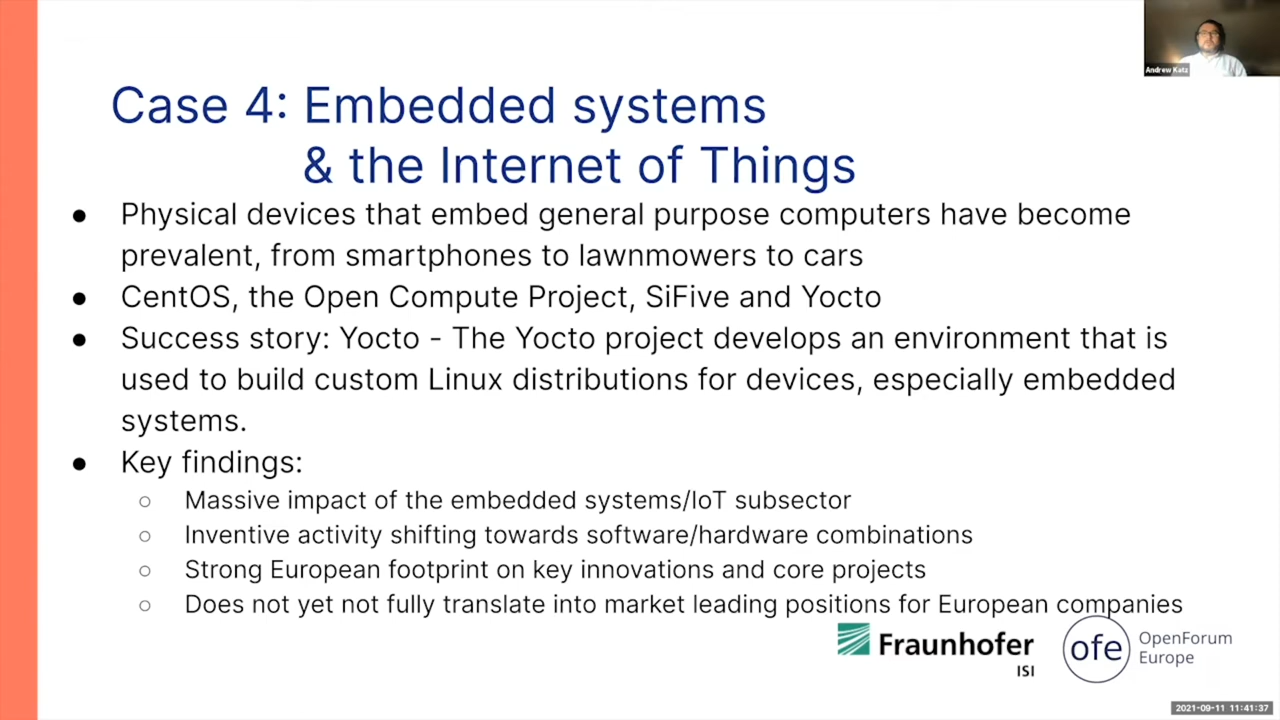 Andrew Katz
Case 4: Embedded systems
& the Internet of Things
● Physical devices that embed general purpose computers have become
prevalent, from smartphones to lawnmowers to cars
● CentOS, the Open Compute Project, SiFive and Yocto
● Success story: Yocto - The Yocto project develops an environment that is
used to build custom Linux distributions for devices, especially embedded
systems.
● Key findings:
○ Massive impact of the embedded systems/IoT subsector
○ Inventive activity shifting towards software/hardware combinations
○ Strong European footprint on key innovations and core projects
○ Does not yet not fully translate into market leading positions for European companies
Fraunhofer
ISI
ofe
OpenForum
Europe
2021-09-11 11:41:37